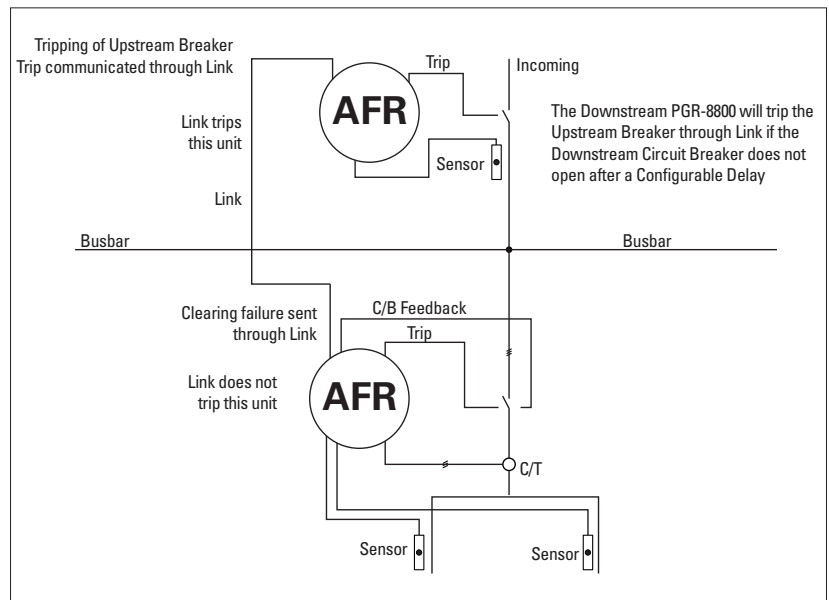 Tripping of Upstream Breaker
Trip communicated through Link
Trip
Incoming
AFR
The Downstream PGR-8800 will trip the
Upstream Breaker through Link if the
Downstream Circuit Breaker does not
open after a Configurable Delay
Link trips
this unit
Sensor
Link
Busbar
Busbar
Clearing failure sent
through Link
C/B Feedback
Trip
Link does not
trip this unit
AFR
C/T
Sensor
Sensor